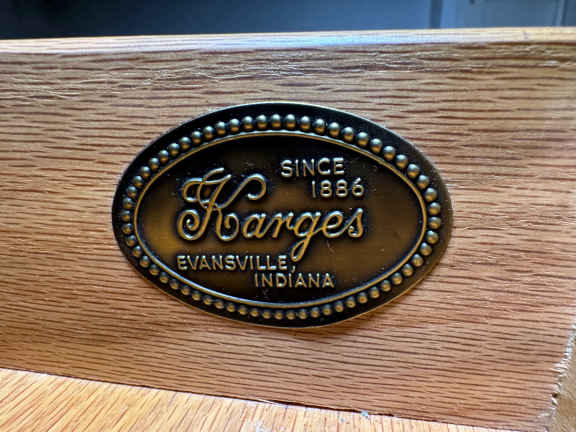 SINCE
1886
Karges
EVANSVILLE,
INDIANA